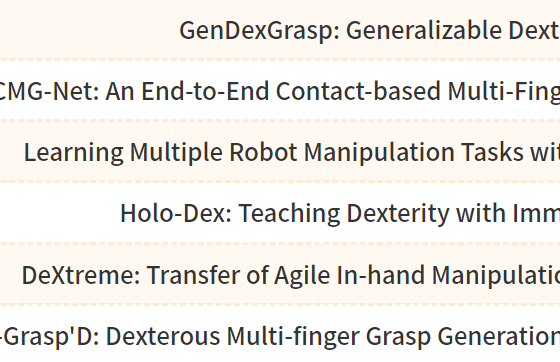 GenDexGrasp: Generalizable Dext
CMG-Net: An End-to-End Contact-based Multi-Fing
Learning Multiple Robot Manipulation Tasks wit
Holo-Dex: Teaching Dexterity with Imm
DeXtreme: Transfer of Agile In-hand Manipulatio
-Grasp'D: Dexterous Multi-finger Grasp Generation